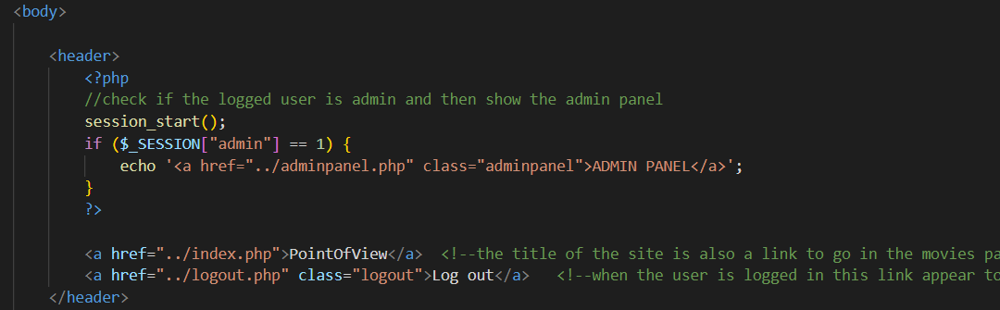 <body>
<header>
<?php
//check if the logged user is admin and then show the admin panel
session_start();
if ($_SESSION["admin"] == 1) {
echo '<a href="../adminpanel.php" class="adminpanel">ADMIN PANEL</a>';
}
?>
<a href="../index.php">PointOfView</a>  <!--the title of the site is also a link to go in the movies pa
<a href="../logout.php" class="logout">Log out</a>   <!--when the user is logged in this link appear to
</header>